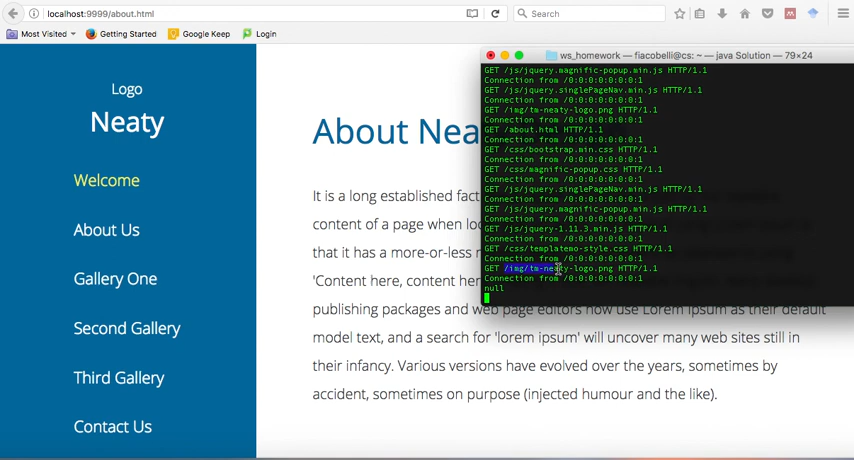 localhost:9999/about.html
Search
Most Visited
Getting Started
Google Keep
Login
Logo
Neaty
Welcome
About Us
Gallery One
Second Gallery
Third Gallery
Contact Us
About Nea
It is a long established fact
content of a page when loo
that it has a more-or-less n
'Content here, content here
publishing packages and web page editors now use Lorem Ipsum as their default
model text, and a search for 'lorem ipsum' will uncover many web sites still in
their infancy. Various versions have evolved over the years, sometimes by
accident, sometimes on purpose (injected humour and the like).
ws_homework — fiacobelli@cs: ~ — java Solution — 79×24
GET /js/jquery.magnific-popup.min.js HTTP/1.1
Connection from /0:0:0:0:0:0:0:1
GET /js/jquery.singlePageNav.min.js HTTP/1.1
Connection from /0:0:0:0:0:0:0:1
GET /img/tm-neaty-logo.png HTTP/1.1
Connection from /0:0:0:0:0:0:0:1
GET /about.html HTTP/1.1
Connection from /0:0:0:0:0:0:0:1
GET /css/bootstrap.min.css HTTP/1.1
Connection from /0:0:0:0:0:0:0:1
GET /css/magnific-popup.css HTTP/1.1
Connection from /0:0:0:0:0:0:0:1
GET /js/jquery.singlePageNav.min.js HTTP/1.1
Connection from /0:0:0:0:0:0:0:1
GET /js/jquery.magnific-popup.min.js HTTP/1.1
Connection from /0:0:0:0:0:0:0:1
GET /js/jquery-1.11.3.min.js HTTP/1.1
Connection from /0:0:0:0:0:0:0:1
GET /css/templatemo-style.css HTTP/1.1
Connection from /0:0:0:0:0:0:0:1
GET /img/tm-neaty-logo.png HTTP/1.1
Connection from /0:0:0:0:0:0:0:1
null